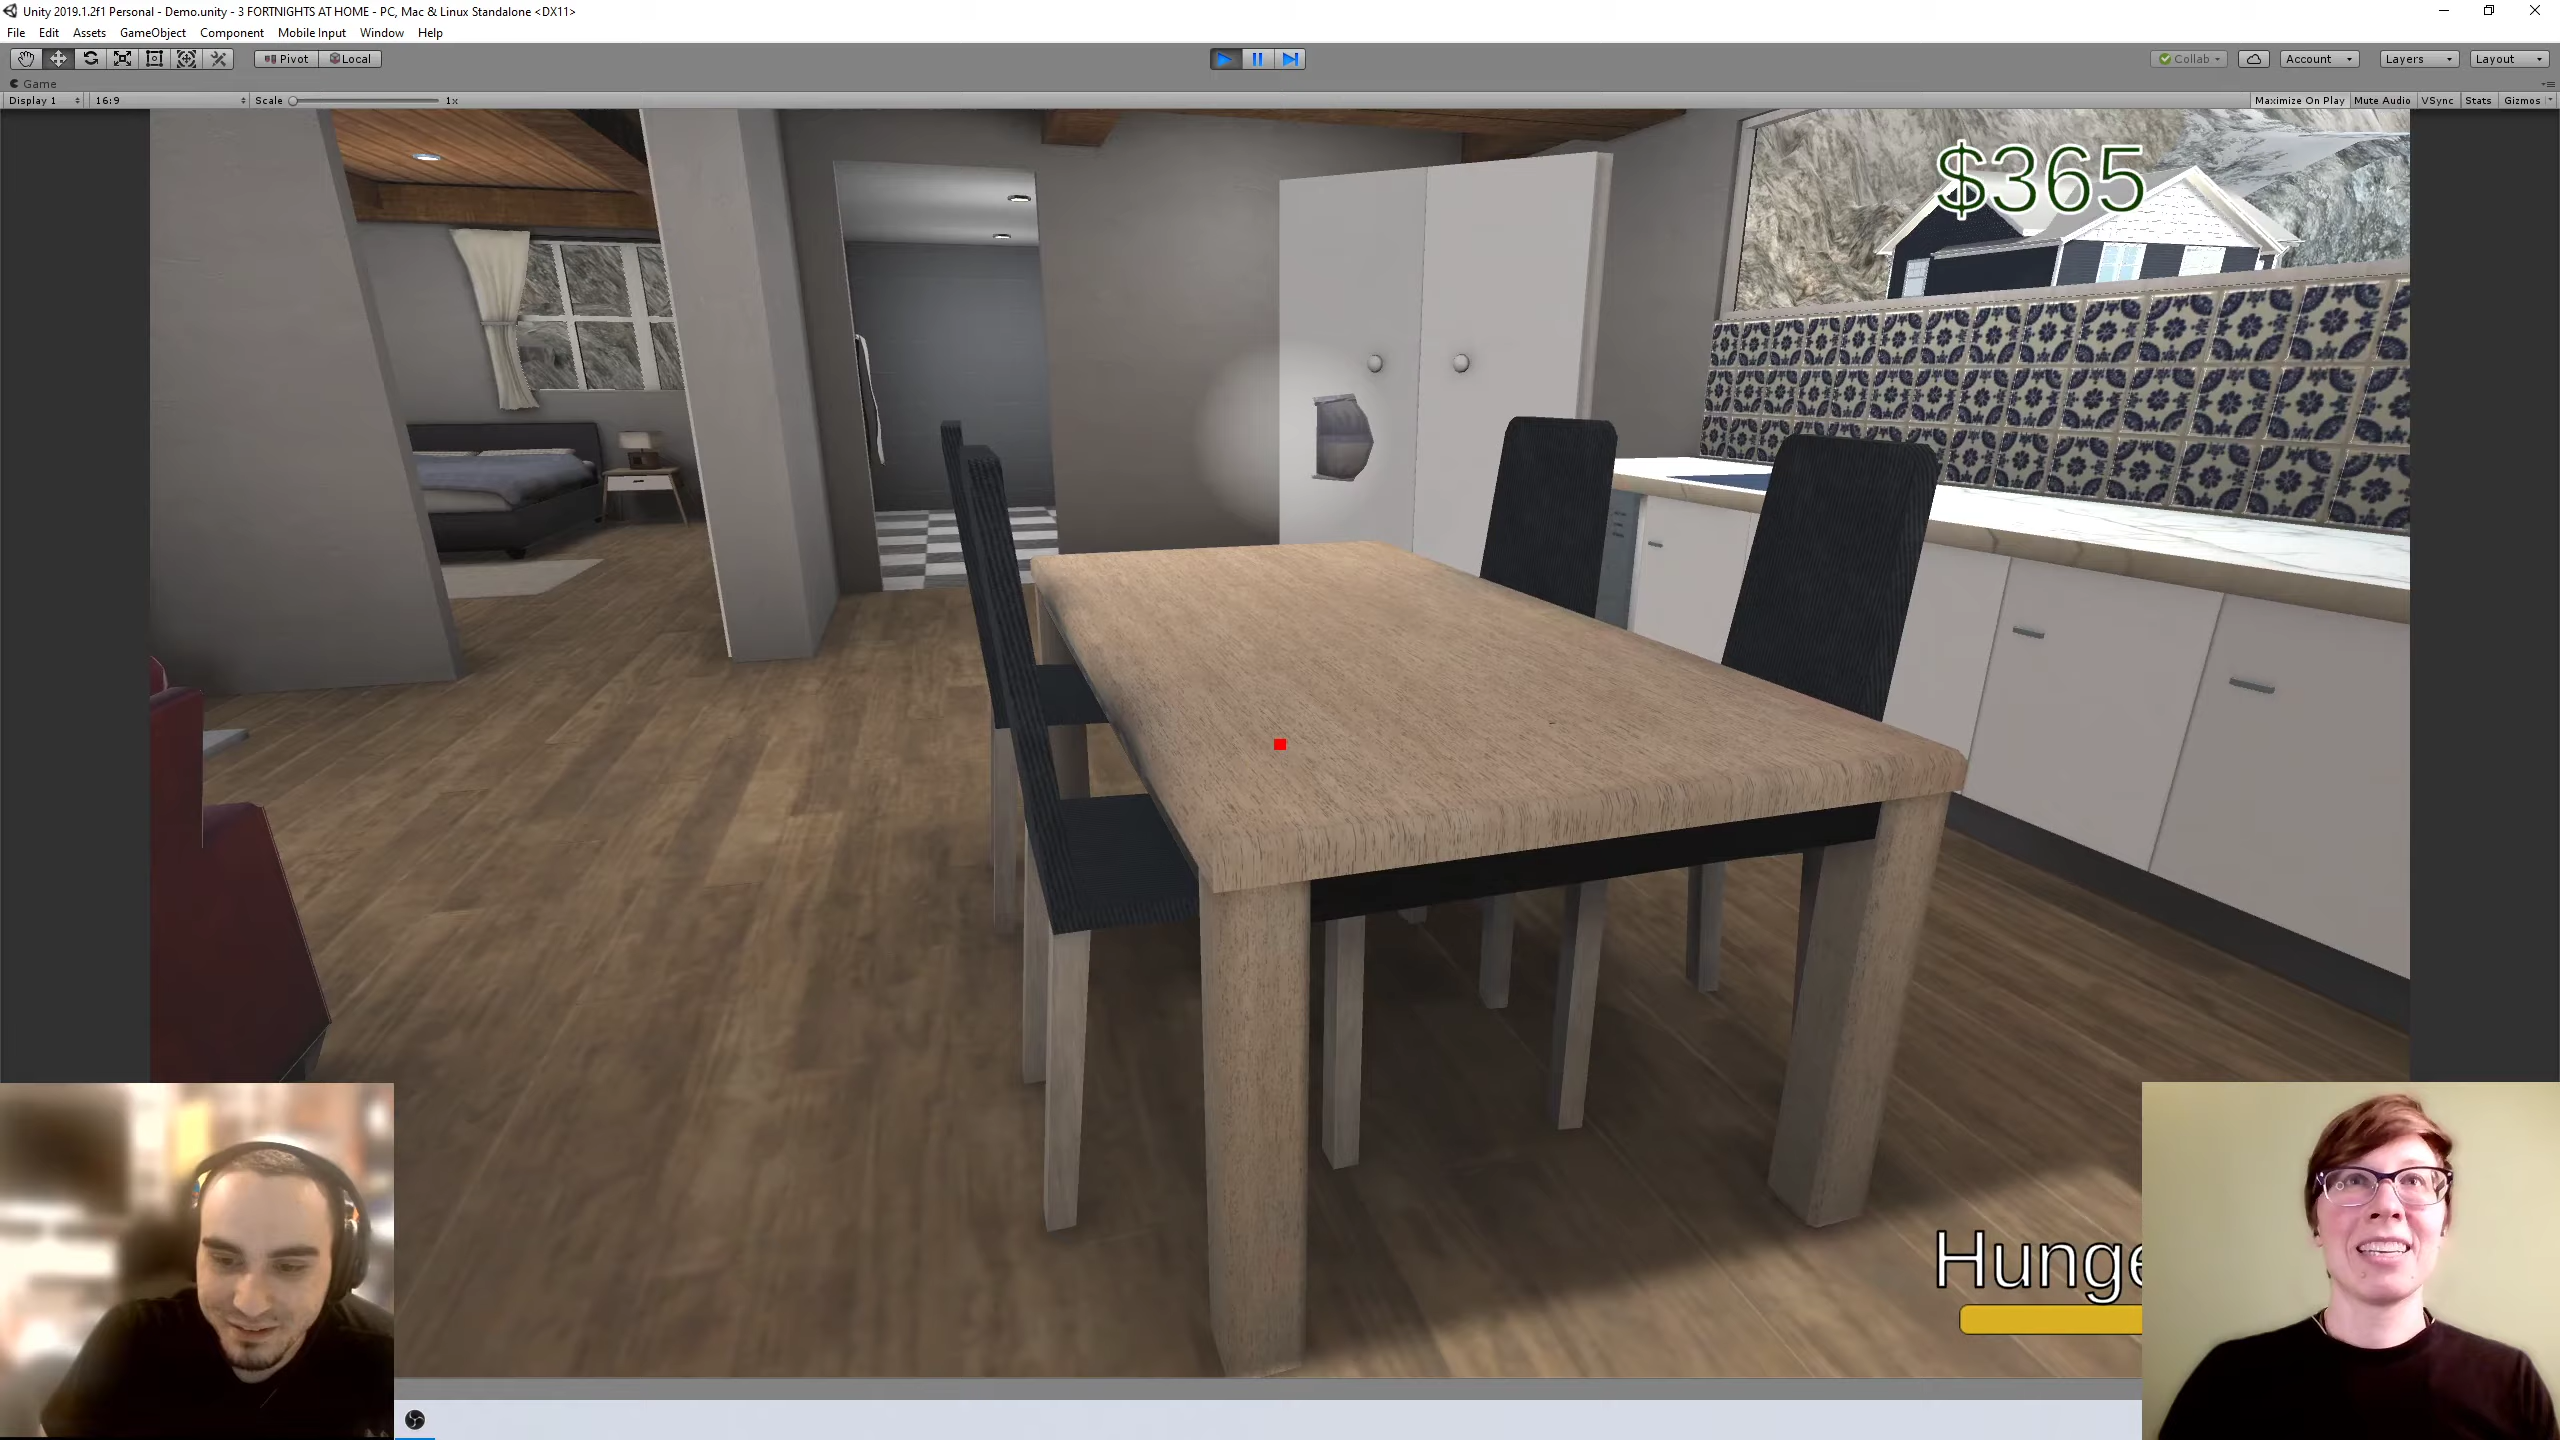 Unity 2019.1.2f1 Personal - Demo.unity - 3 FORTNIGHTS AT HOME - PC, Mac & Linux Standalone <DX11>
File Edit Assets GameObject Component Mobile Input Window Help
Pivot Local Collab Account Layers Layout
Game
Display 1 16:9 Scale 1x Maximize On Play Mute Audio VSync Stats Gizmos
$365
Hunge